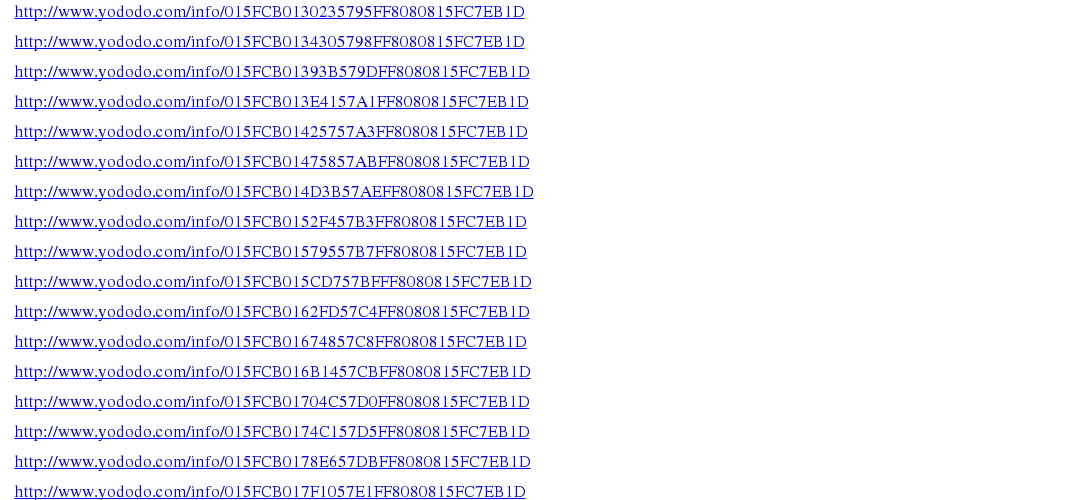 http://www.yododo.com/info/015FCB0130235795FF8080815FC7EB1D
http://www.yododo.com/info/015FCB0134305798FF8080815FC7EB1D
http://www.yododo.com/info/015FCB01393B579DFF8080815FC7EB1D
http://www.yododo.com/info/015FCB013E4157A1FF8080815FC7EB1D
http://www.yododo.com/info/015FCB01425757A3FF8080815FC7EB1D
http://www.yododo.com/info/015FCB01475857ABFF8080815FC7EB1D
http://www.yododo.com/info/015FCB014D3B57AEFF8080815FC7EB1D
http://www.yododo.com/info/015FCB0152F457B3FF8080815FC7EB1D
http://www.yododo.com/info/015FCB01579557B7FF8080815FC7EB1D
http://www.yododo.com/info/015FCB015CD757BFFF8080815FC7EB1D
http://www.yododo.com/info/015FCB0162FD57C4FF8080815FC7EB1D
http://www.yododo.com/info/015FCB01674857C8FF8080815FC7EB1D
http://www.yododo.com/info/015FCB016B1457CBFF8080815FC7EB1D
http://www.yododo.com/info/015FCB01704C57D0FF8080815FC7EB1D
http://www.yododo.com/info/015FCB0174C157D5FF8080815FC7EB1D
http://www.yododo.com/info/015FCB0178E657DBFF8080815FC7EB1D
http://www.yododo.com/info/015FCB017F1057E1FF8080815FC7EB1D